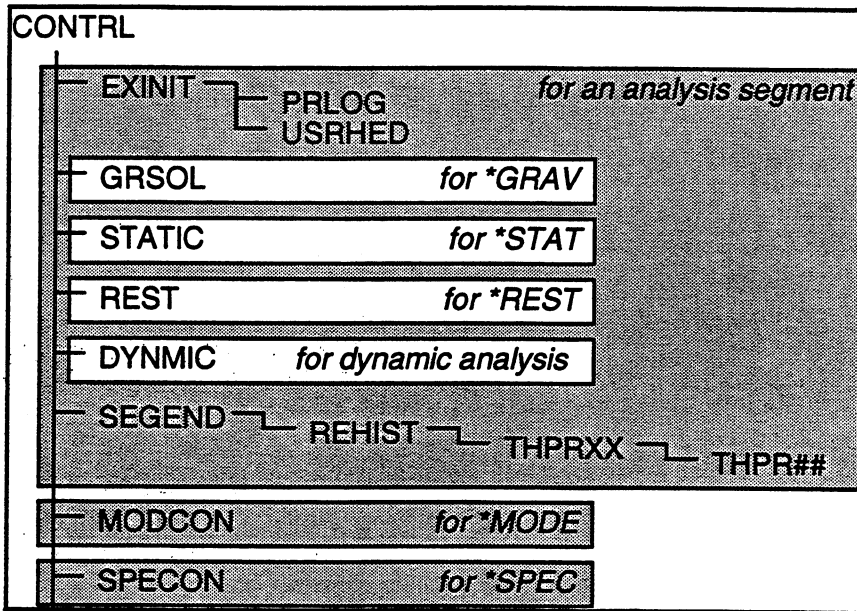 CONTRL
EXINIT for an analysis segment
PRLOG
USRHED
GRSOL for *GRAV
STATIC for *STAT
REST for *REST
DYNMIC for dynamic analysis
SEGEND REHIST THPRXX THPR##
MODCON for *MODE
SPECON for *SPEC